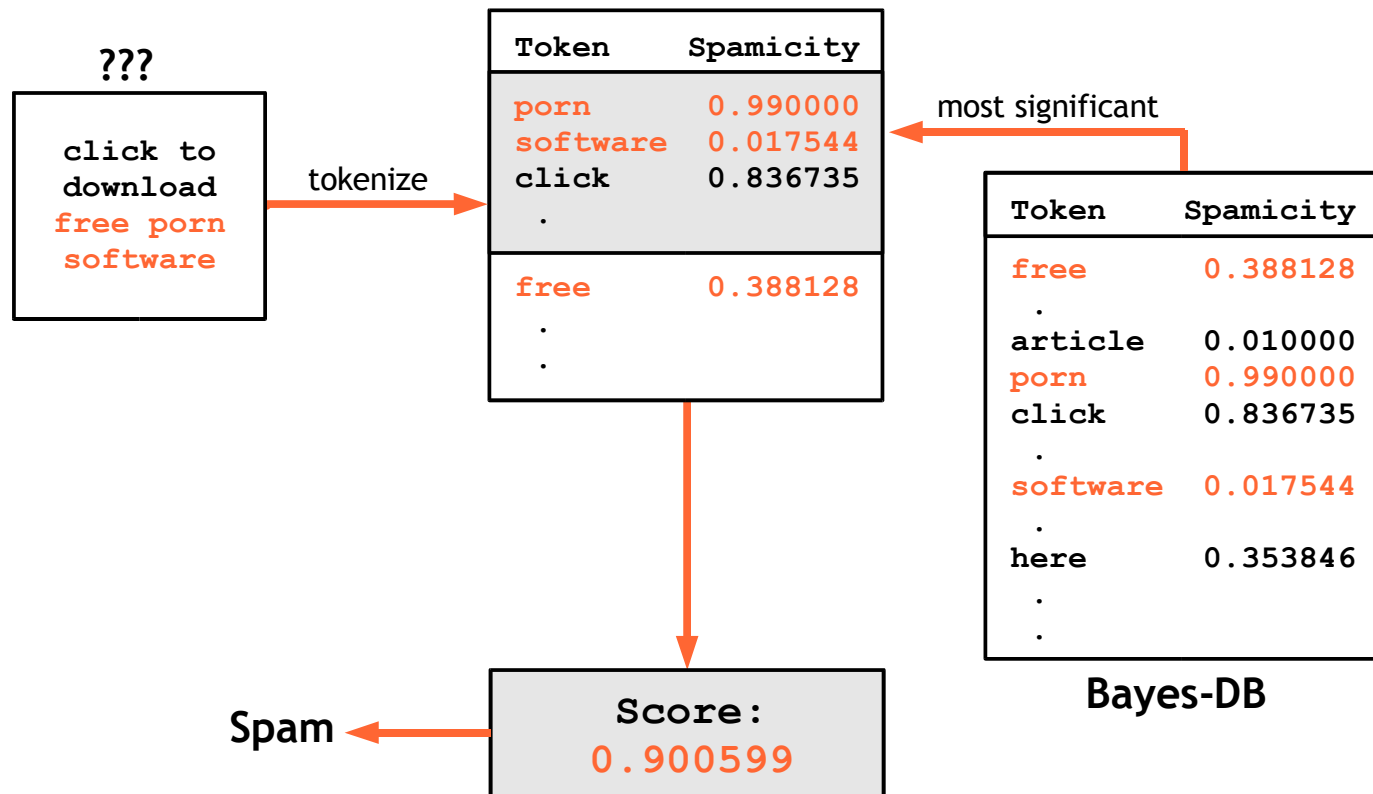 ???
click to
download
free porn
software
tokenize
Token Spamicity
porn 0.990000
software 0.017544
click 0.836735
.
free 0.388128
.
.
most significant
Token Spamicity
free 0.388128
.
article 0.010000
porn 0.990000
click 0.836735
.
software 0.017544
.
here 0.353846
.
.
Bayes-DB
Score:
0.900599
Spam